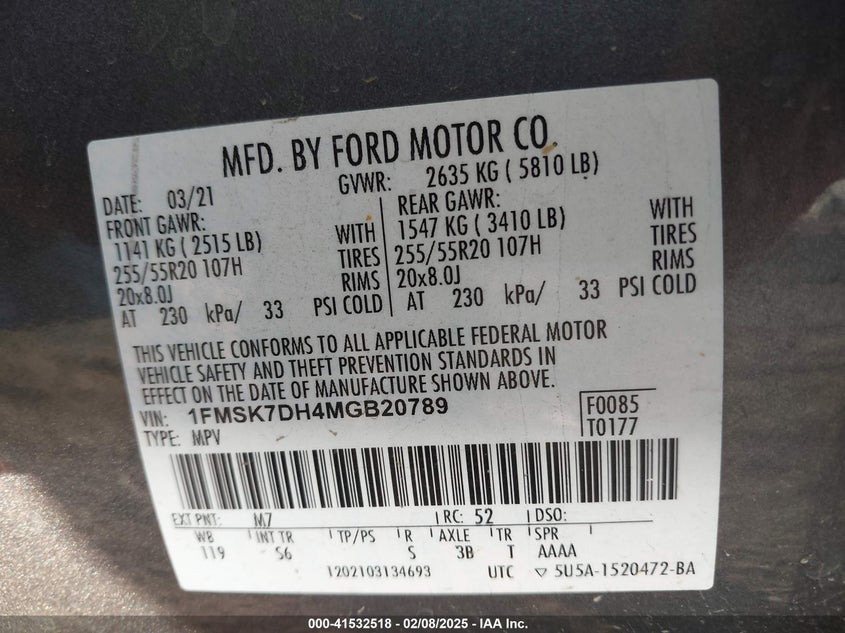 MFD. BY FORD MOTOR CO.
DATE: 03/21 GVWR: 2635 KG ( 5810 LB)
FRONT GAWR: REAR GAWR:
1141 KG ( 2515 LB) WITH 1547 KG ( 3410 LB) WITH
255/55R20 107H TIRES 255/55R20 107H TIRES
20x8.0J RIMS 20x8.0J RIMS
AT 230 kPa/ 33 PSI COLD AT 230 kPa/ 33 PSI COLD
THIS VEHICLE CONFORMS TO ALL APPLICABLE FEDERAL MOTOR
VEHICLE SAFETY AND THEFT PREVENTION STANDARDS IN
EFFECT ON THE DATE OF MANUFACTURE SHOWN ABOVE.
VIN: 1FMSK7DH4MGB20789 F0085
TYPE: MPV T0177
EXT PNT: M7 RC: 52 DSO:
WB INT TR TP/PS R AXLE TR SPR
119 S6 S 3B T AAAA
1202103134693 UTC ▽ 5U5A-1520472-BA
000-41532518 - 02/08/2025 - IAA Inc.